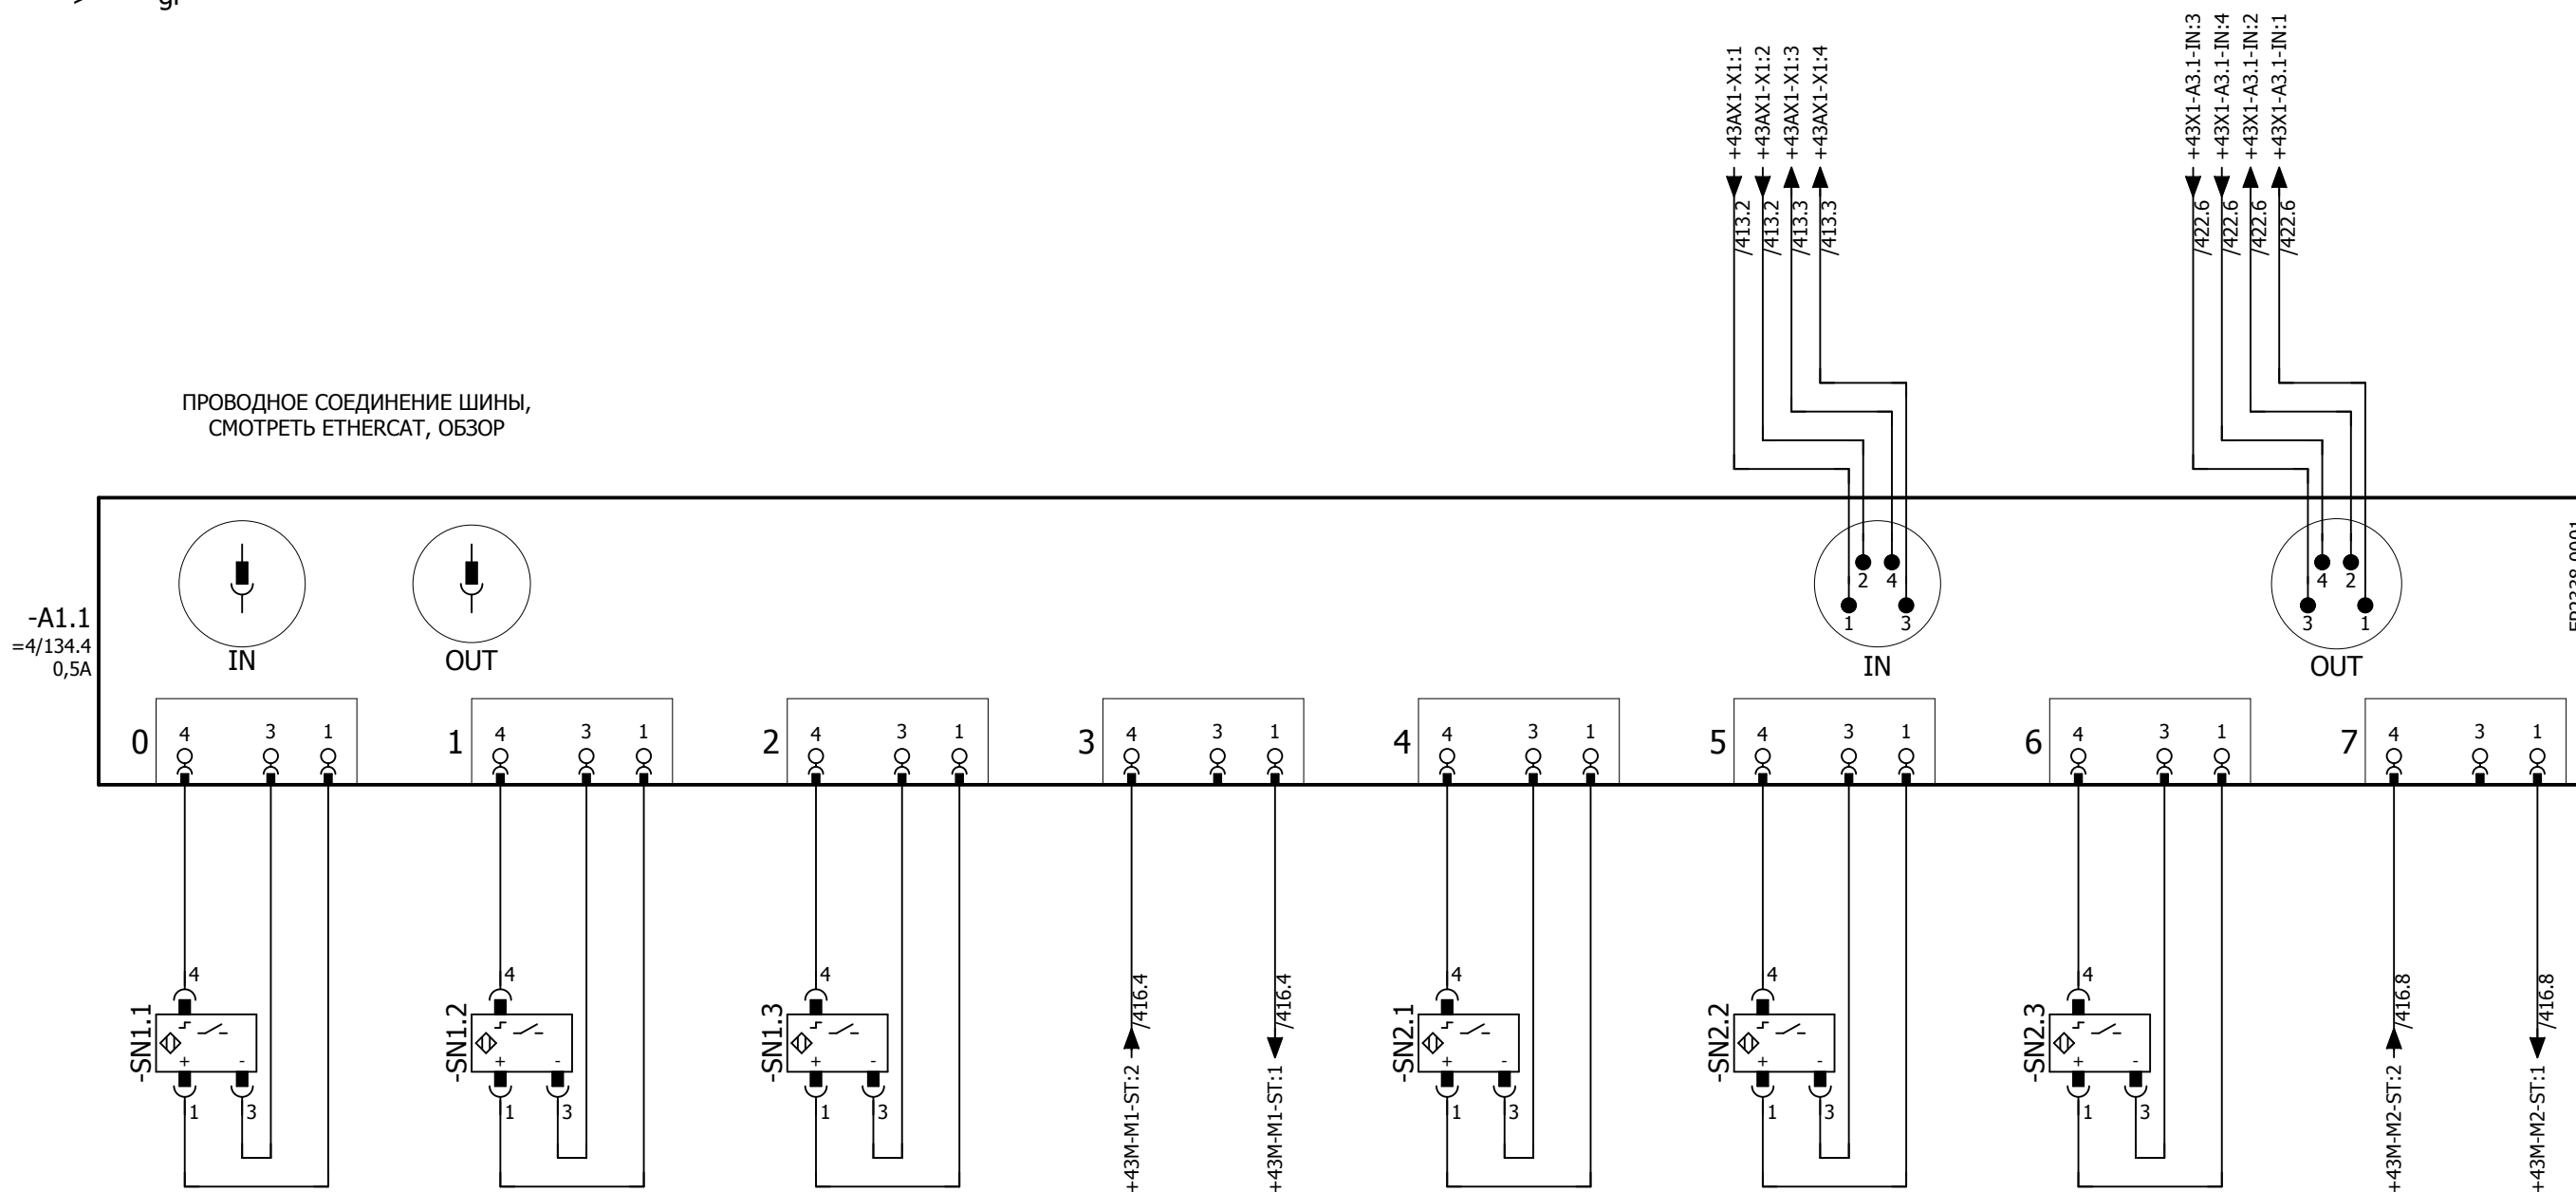 +43AX1-X1:1
+43AX1-X1:2
+43AX1-X1:3
+43AX1-X1:4
+43X1-A3.1-IN:3
+43X1-A3.1-IN:4
+43X1-A3.1-IN:2
+43X1-A3.1-IN:1
/413.2
/413.2
/413.3
/413.3
/422.6
/422.6
/422.6
/422.6
ПРОВОДНОЕ СОЕДИНЕНИЕ ШИНЫ,
СМОТРЕТЬ ETHERCAT, ОБЗОР
-A1.1
=4/134.4
0,5A
IN
OUT
2 4
1 3
IN
4 2
3 1
OUT
0 4 3 1
1 4 3 1
2 4 3 1
3 4 3 1
4 4 3 1
5 4 3 1
6 4 3 1
7 4 3 1
-SN1.1
4
+ -
1 3
-SN1.2
4
+ -
1 3
-SN1.3
4
+ -
1 3
/416.4
+43M-M1-ST:2
/416.4
+43M-M1-ST:1
-SN2.1
4
+ -
1 3
-SN2.2
4
+ -
1 3
-SN2.3
4
+ -
1 3
/416.8
+43M-M2-ST:2
/416.8
+43M-M2-ST:1